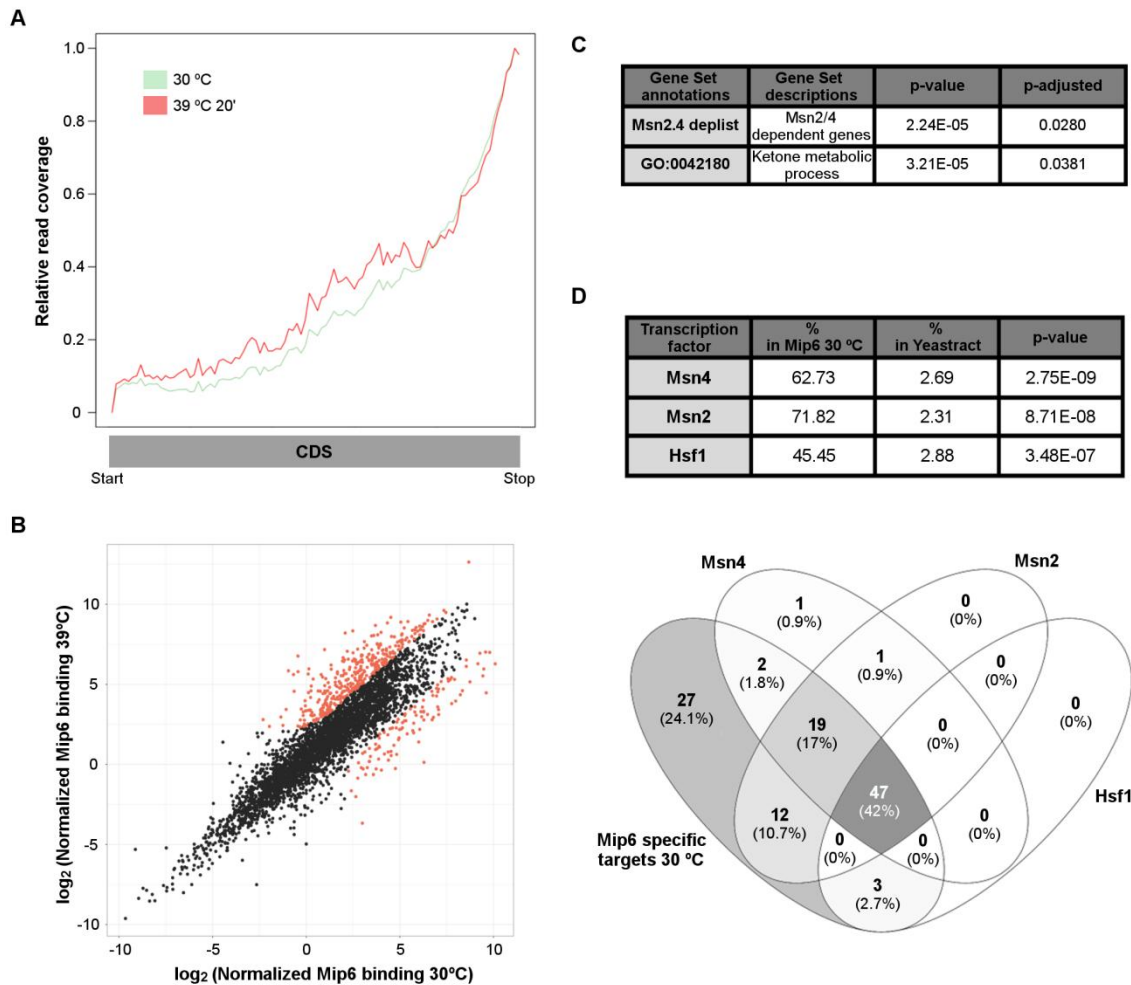 A
1.0
0.8
0.6
0.4
0.2
0
Relative read coverage
30 ºC
39 ºC 20'
CDS
Start
Stop
B
10
5
0
-5
-10
log2 (Normalized Mip6 binding 39ºC)
-10
-5
0
5
10
log2 (Normalized Mip6 binding 30ºC)
C
Gene Set annotations
Gene Set descriptions
p-value
p-adjusted
Msn2.4 deplist
Msn2/4 dependent genes
2.24E-05
0.0280
GO:0042180
Ketone metabolic process
3.21E-05
0.0381
D
Transcription factor
% in Mip6 30 ºC
% in Yeastract
p-value
Msn4
62.73
2.69
2.75E-09
Msn2
71.82
2.31
8.71E-08
Hsf1
45.45
2.88
3.48E-07
Msn4
Msn2
1
(0.9%)
0
(0%)
2
(1.8%)
1
(0.9%)
0
(0%)
27
(24.1%)
0
(0%)
19
(17%)
0
(0%)
47
(42%)
Hsf1
12
(10.7%)
0
(0%)
0
(0%)
0
(0%)
Mip6 specific
targets 30 ºC
3
(2.7%)